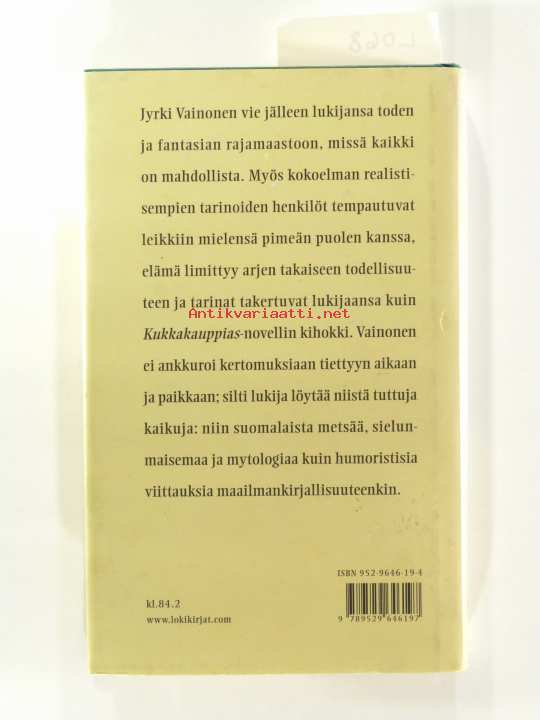 L068
Jyrki Vainonen vie jälleen lukijansa toden
ja fantasian rajamaastoon, missä kaikki
on mahdollista. Myös kokoelman realisti-
sempien tarinoiden henkilöt tempautuvat
leikkiin mielensä pimeän puolen kanssa,
elämä limittyy arjen takaiseen todellisuu-
teen ja tarinat takertuvat lukijaansa kuin
Antikvariaatti.net
Kukkakauppias-novellin kihokki. Vainonen
ei ankkuroi kertomuksiaan tiettyyn aikaan
ja paikkaan; silti lukija löytää niistä tuttuja
kaikuja: niin suomalaista metsää, sielun-
maisemaa ja mytologiaa kuin humoristisia
viittauksia maailmankirjallisuuteenkin.
ISBN 952-9646-19-4
kl.84.2
www.lokikirjat.com
9 789529 646197